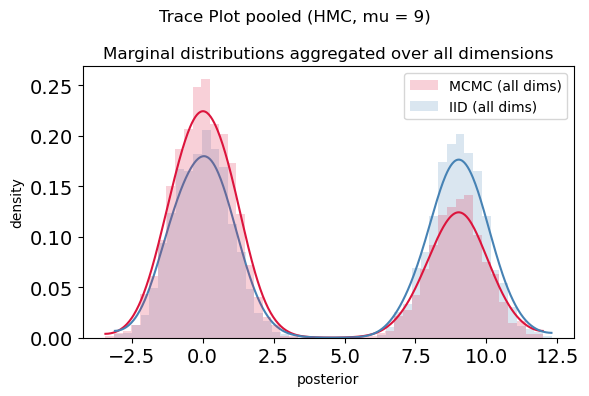 Trace Plot pooled (HMC, mu = 9)
Marginal distributions aggregated over all dimensions
MCMC (all dims)
IID (all dims)
density
0.25
0.20
0.15
0.10
0.05
0.00
−2.5 0.0 2.5 5.0 7.5 10.0 12.5
posterior